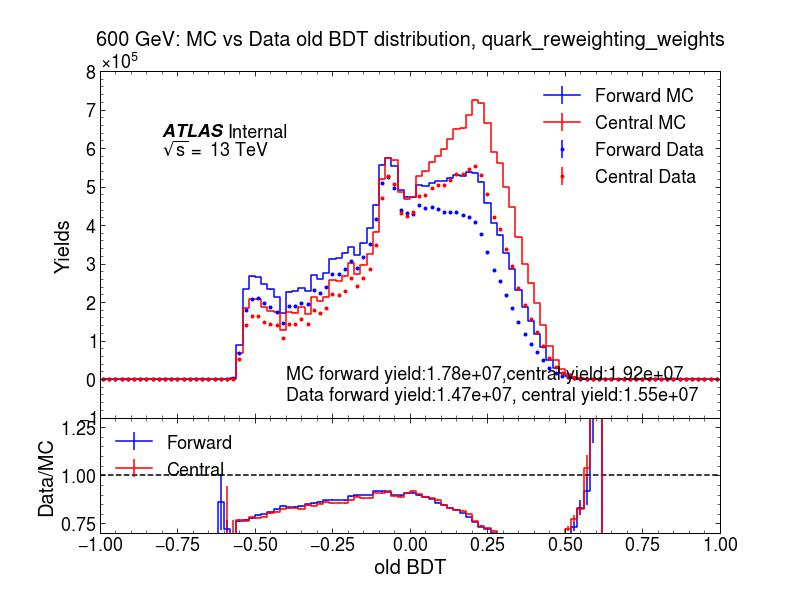 600 GeV: MC vs Data old BDT distribution, quark_reweighting_weights
×10⁵
8
7
6
5
4
3
2
1
0
−1
Yields
ATLAS Internal
√s = 13 TeV
Forward MC
Central MC
Forward Data
Central Data
MC forward yield:1.78e+07,central yield:1.92e+07
Data forward yield:1.47e+07, central yield:1.55e+07
1.25
1.00
0.75
Data/MC
Forward
Central
−1.00 −0.75 −0.50 −0.25 0.00 0.25 0.50 0.75 1.00
old BDT